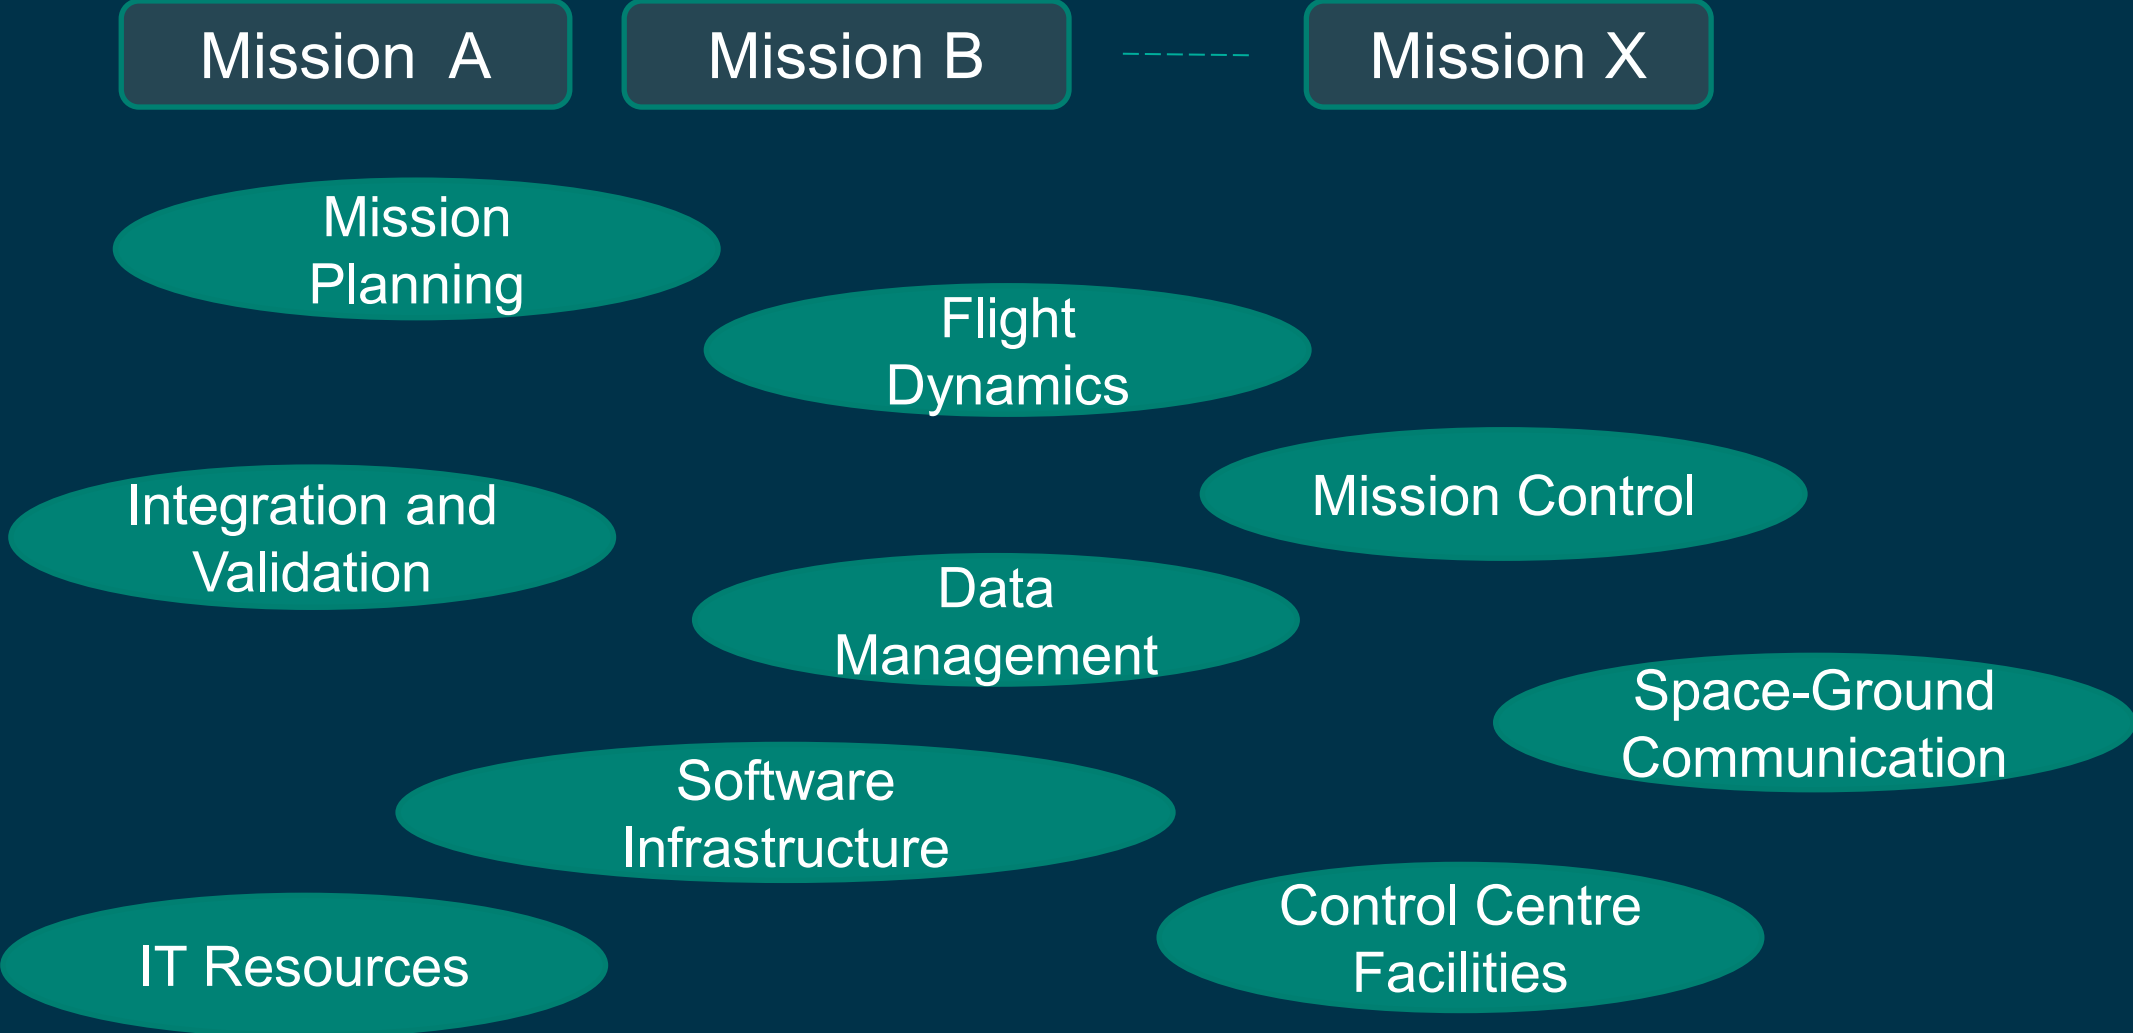 Mission  A
Mission B
Mission X
Mission
Planning
Flight
Dynamics
Mission Control
Integration and
Validation
Data
Management
Space-Ground
Communication
Software
Infrastructure
Control Centre
Facilities
IT Resources